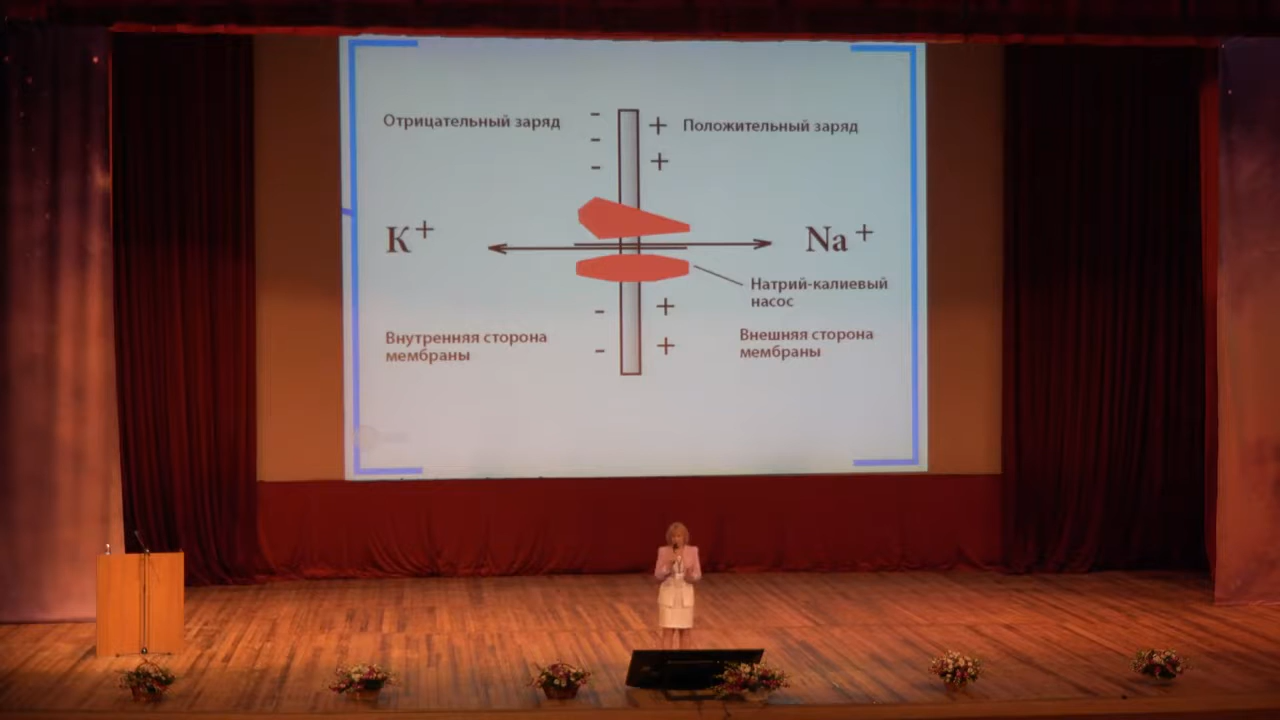 Отрицательный заряд
-
-
-
+
+
Положительный заряд
K+
Na+
Натрий-калиевый
насос
-
-
+
+
Внутренняя сторона
мембраны
Внешняя сторона
мембраны